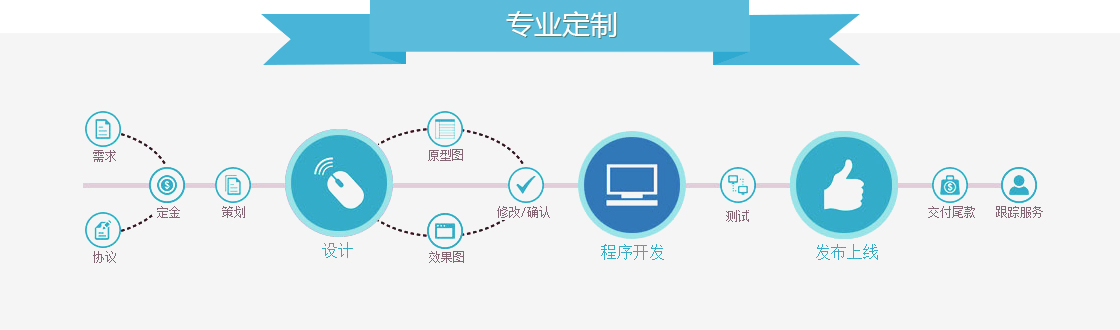 专业定制
需求
协议
定金
策划
设计
原型图
效果图
修改/确认
程序开发
测试
发布上线
交付尾款
跟踪服务